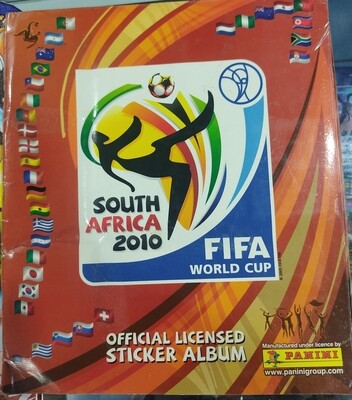 SOUTH
AFRICA
2010
FIFA
WORLD CUP
OFFICIAL LICENSED
STICKER ALBUM
Manufactured under licence by
PANINI
www.paninigroup.com